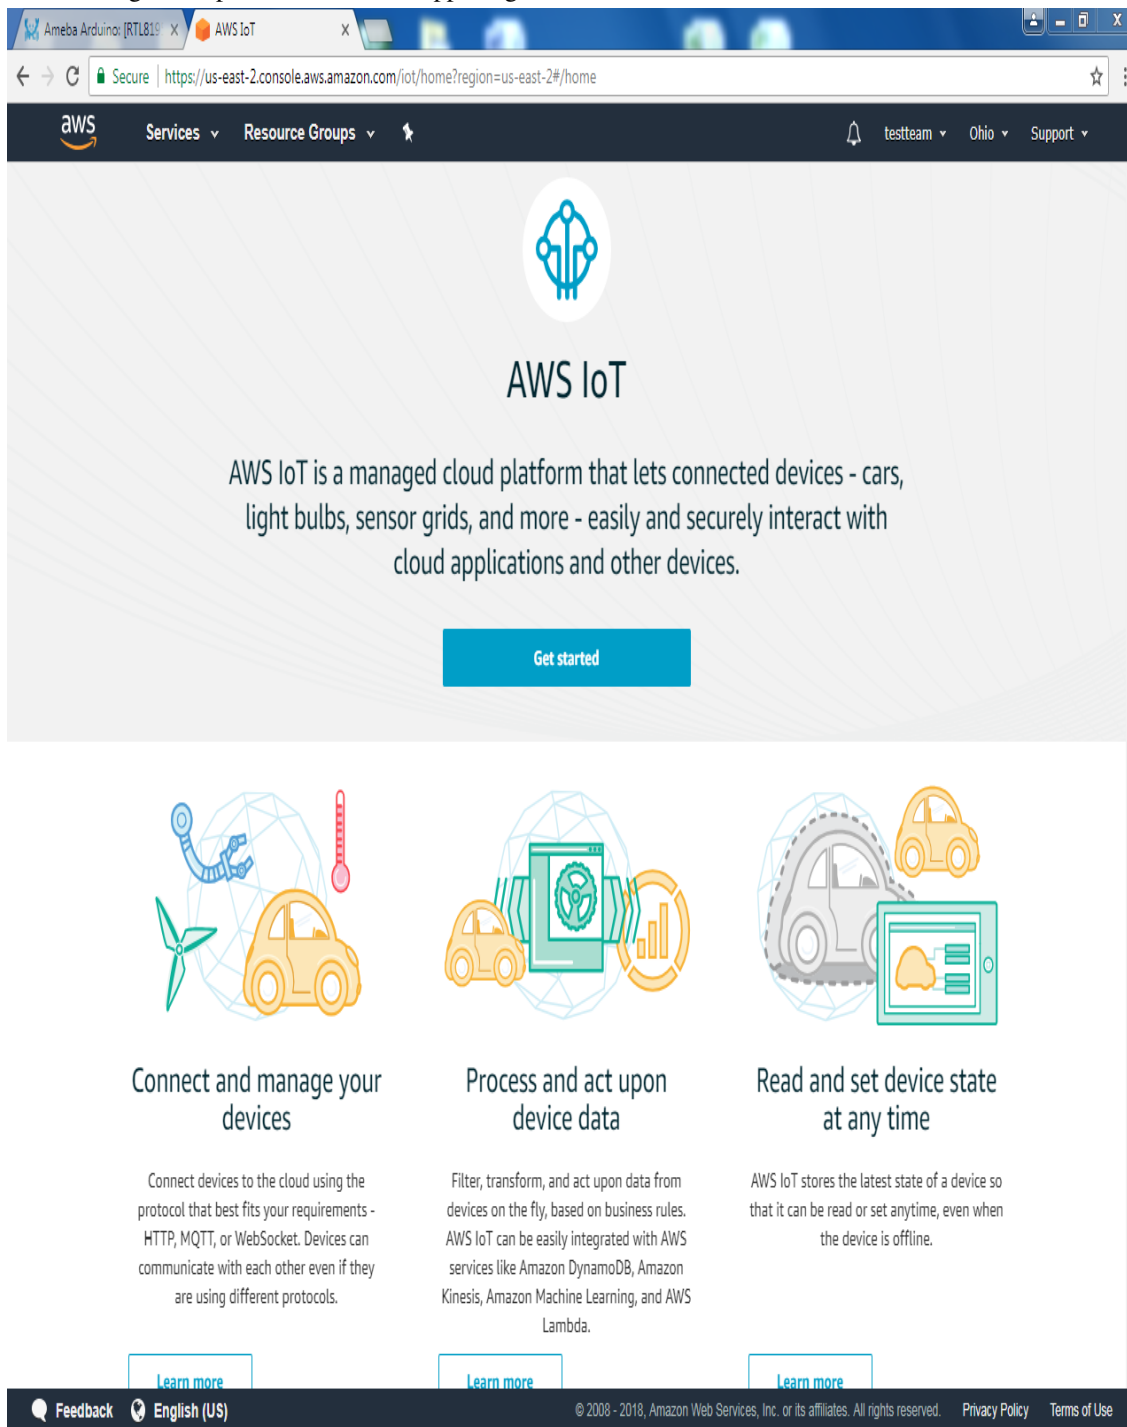 Ameba Arduino: [RTL819
AWS IoT
Secure | https://us-east-2.console.aws.amazon.com/iot/home?region=us-east-2#/home
aws Services Resource Groups testteam Ohio Support
AWS IoT
AWS IoT is a managed cloud platform that lets connected devices - cars,
light bulbs, sensor grids, and more - easily and securely interact with
cloud applications and other devices.
Get started
Connect and manage your
devices
Connect devices to the cloud using the
protocol that best fits your requirements -
HTTP, MQTT, or WebSocket. Devices can
communicate with each other even if they
are using different protocols.
Learn more
Process and act upon
device data
Filter, transform, and act upon data from
devices on the fly, based on business rules.
AWS IoT can be easily integrated with AWS
services like Amazon DynamoDB, Amazon
Kinesis, Amazon Machine Learning, and AWS
Lambda.
Learn more
Read and set device state
at any time
AWS IoT stores the latest state of a device so
that it can be read or set anytime, even when
the device is offline.
Learn more
Feedback English (US) © 2008 - 2018, Amazon Web Services, Inc. or its affiliates. All rights reserved. Privacy Policy Terms of Use